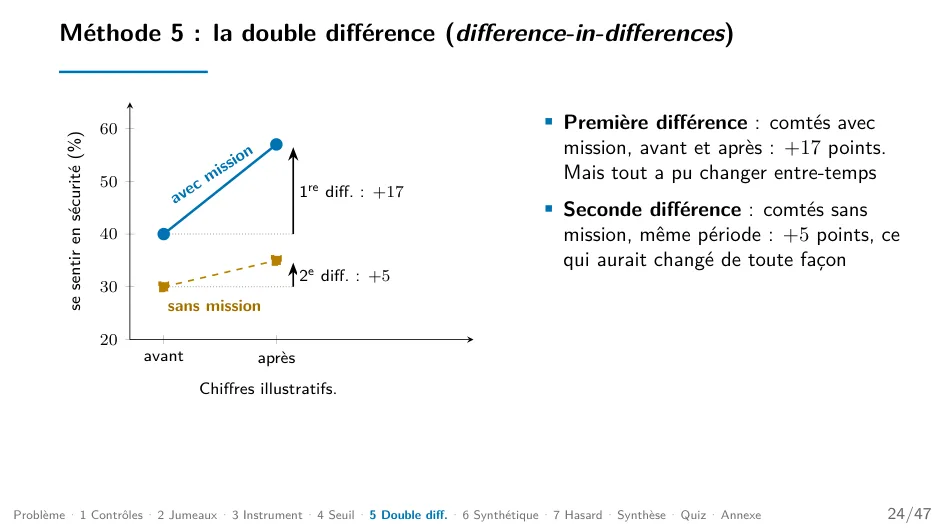 Méthode 5 : la double différence (difference-in-differences)
60
50
40
30
20
se sentir en sécurité (%)
avec mission
1re diff. : +17
2e diff. : +5
sans mission
avant
après
Chiffres illustratifs.
Première différence : comtés avec
mission, avant et après : +17 points.
Mais tout a pu changer entre-temps
Seconde différence : comtés sans
mission, même période : +5 points, ce
qui aurait changé de toute façon
Problème · 1 Contrôles · 2 Jumeaux · 3 Instrument · 4 Seuil · 5 Double diff. · 6 Synthétique · 7 Hasard · Synthèse · Quiz · Annexe
24/47